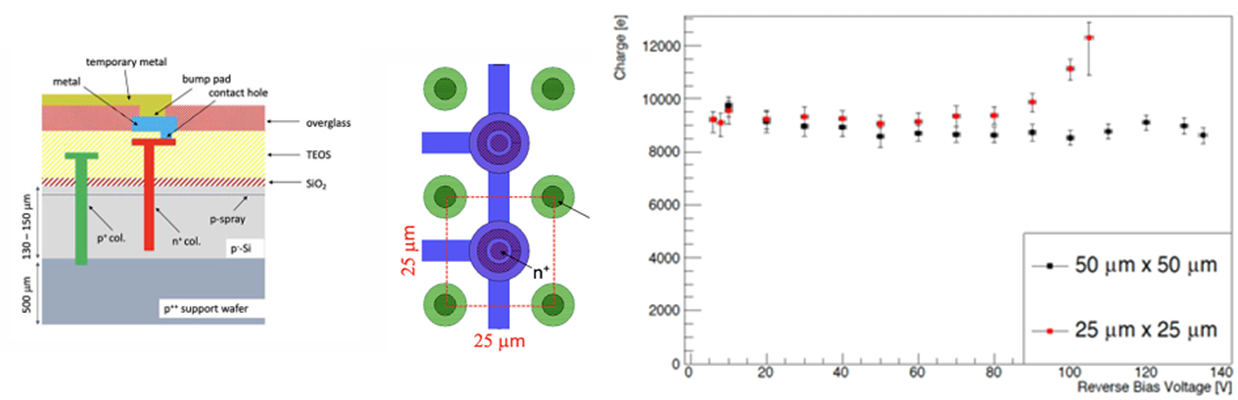 temporary metal
metal
bump pad
contact hole
overglass
TEOS
SiO₂
p-spray
p⁺ col.
n⁺ col.
p⁻-Si
p⁺⁺ support wafer
130 – 150 μm
500 μm
25 μm
n⁺
25 μm
Charge [e]
12000
10000
8000
6000
4000
2000
0
0 20 40 60 80 100 120 140
Reverse Bias Voltage [V]
50 μm x 50 μm
25 μm x 25 μm